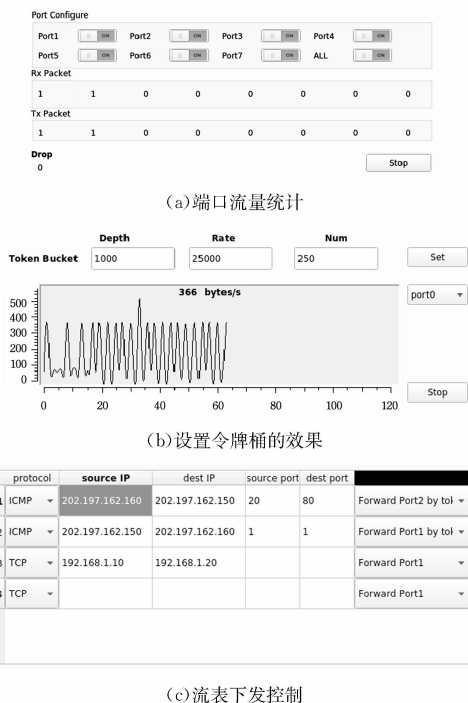 Port Configure
Port1 ON Port2 ON Port3 ON Port4 ON
Port5 ON Port6 ON Port7 ON ALL ON
Rx Packet
1 1 0 0 0 0 0 0
Tx Packet
1 1 0 0 0 0 0 0
Drop
0 Stop
(a)端口流量统计
Depth Rate Num
Token Bucket 1000 25000 250 Set
366 bytes/s port0
500
400
300
200
100
0
0 20 40 60 80 100 120
Stop
(b)设置令牌桶的效果
protocol source IP dest IP source port dest port
1 ICMP 202.197.162.160 202.197.162.150 20 80 Forward Port2 by tok
2 ICMP 202.197.162.150 202.197.162.160 1 1 Forward Port1 by tok
3 TCP 192.168.1.10 192.168.1.20 Forward Port1
4 TCP Forward Port1
(c)流表下发控制